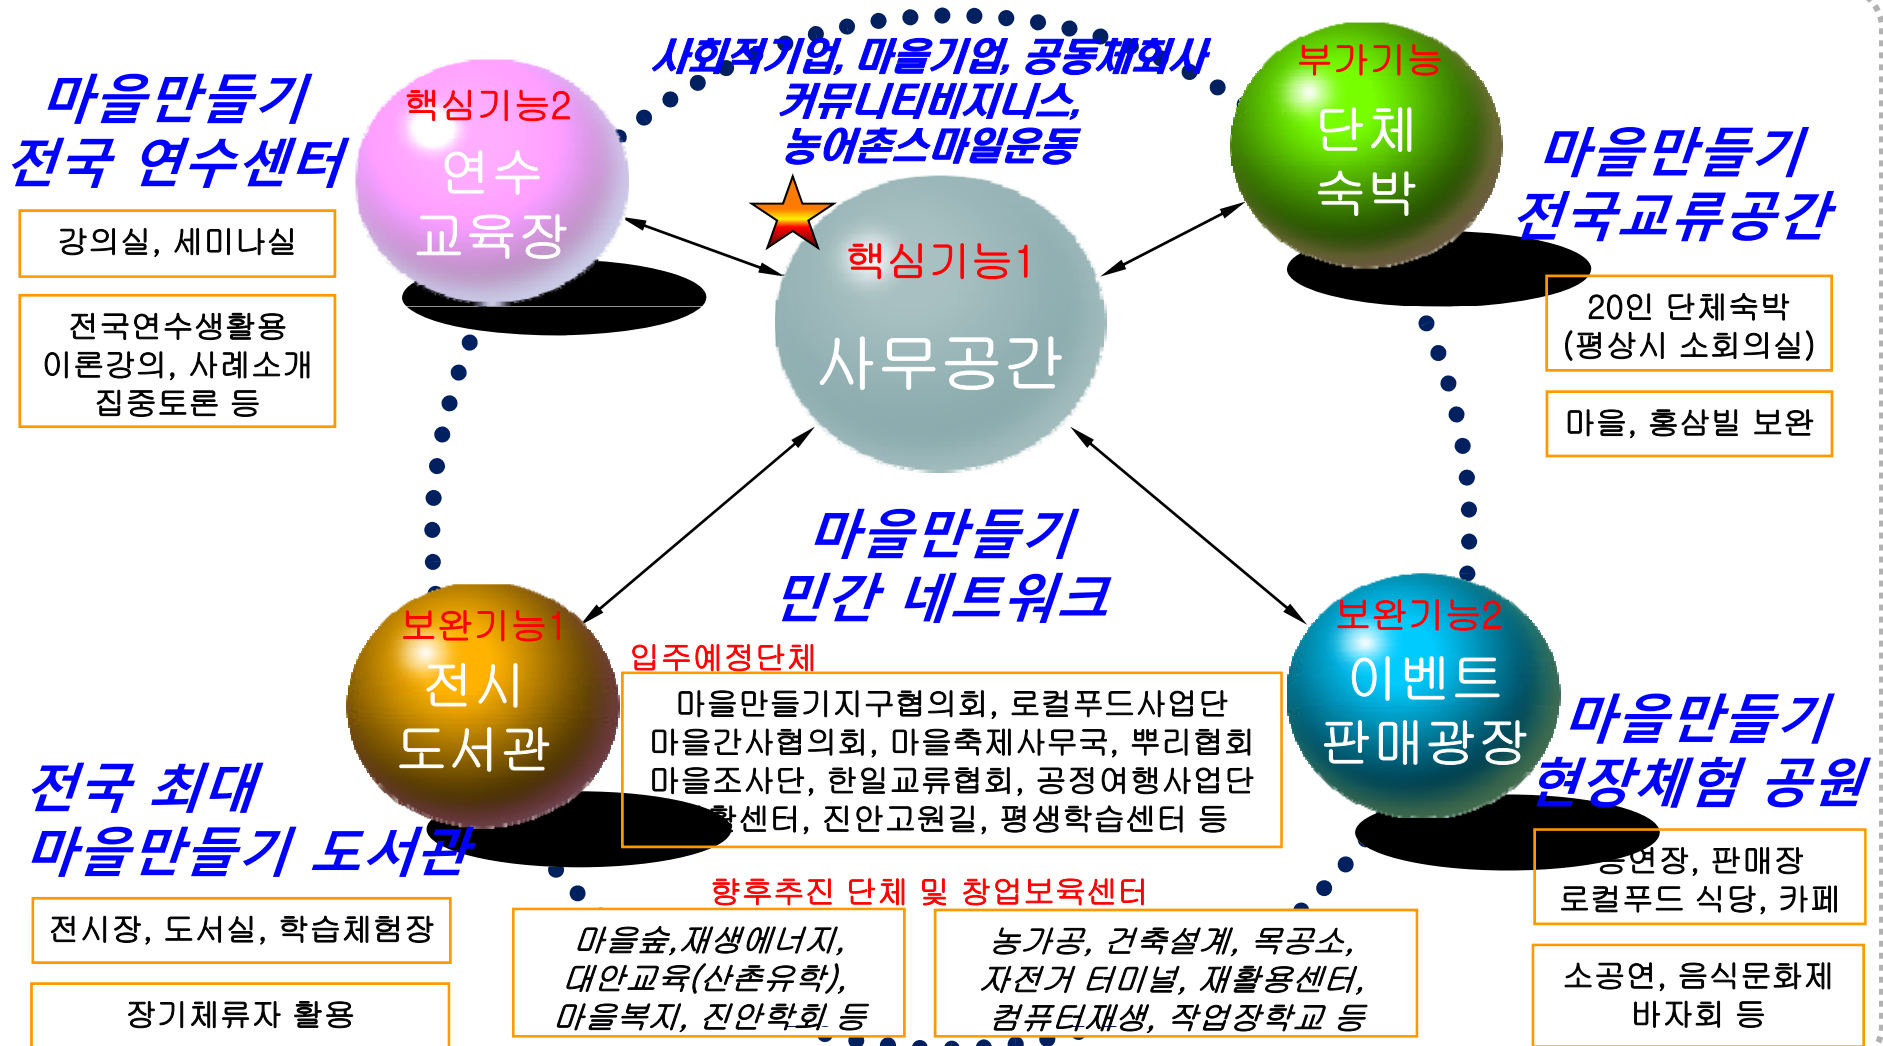 사회적기업, 마을기업, 공동체회사
커뮤니티비지니스,
농어촌스마일운동
마을만들기
전국 연수센터
강의실, 세미나실
전국연수생활용
이론강의, 사례소개
집중토론 등
핵심기능2
연수
교육장
핵심기능1
사무공간
부가기능
단체
숙박
마을만들기
전국교류공간
20인 단체숙박
(평상시 소회의실)
마을, 홍삼빌 보완
마을만들기
민간 네트워크
보완기능1
전시
도서관
전국 최대
마을만들기 도서관
전시장, 도서실, 학습체험장
장기체류자 활용
입주예정단체
마을만들기지구협의회, 로컬푸드사업단
마을간사협의회, 마을축제사무국, 뿌리협회
마을조사단, 한일교류협회, 공정여행사업단
센터, 진안고원길, 평생학습센터 등
보완기능2
이벤트
판매광장
마을만들기
현장체험 공원
판매장
로컬푸드 식당, 카페
소공연, 음식문화제
바자회 등
향후추진 단체 및 창업보육센터
마을숲,재생에너지,
대안교육(산촌유학),
마을복지, 진안학회 등
농가공, 건축설계, 목공소,
자전거 터미널, 재활용센터,
컴퓨터재생, 작업장학교 등